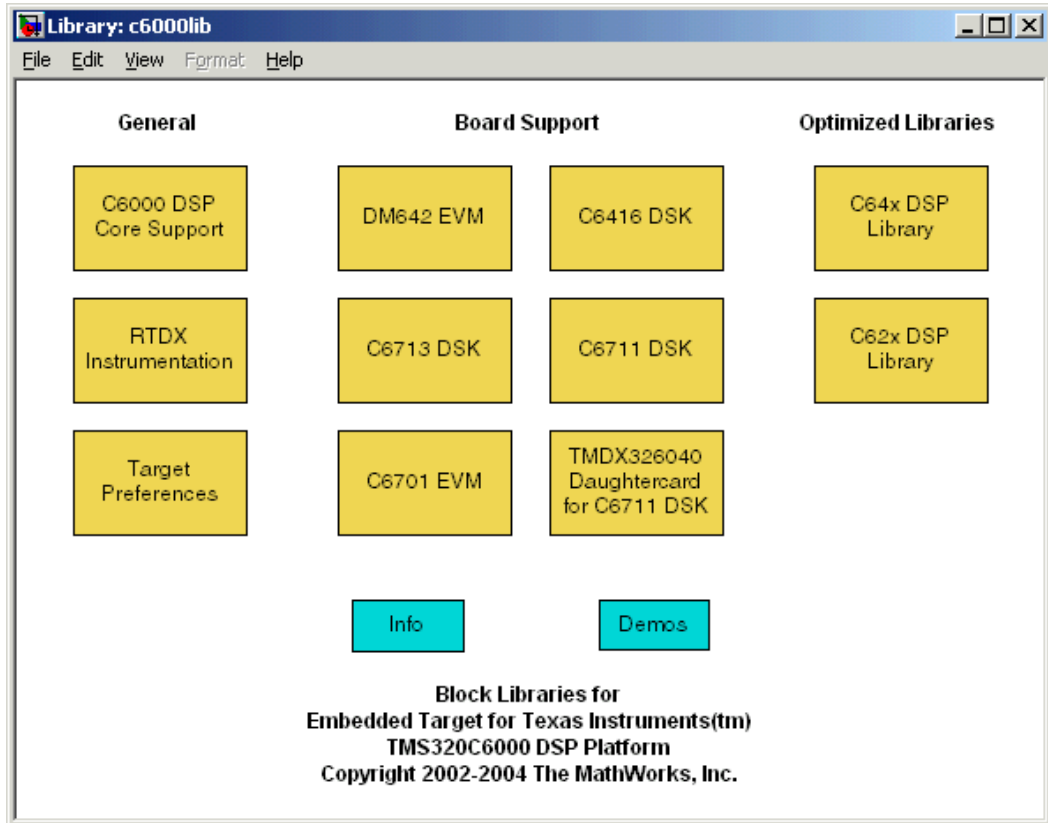 Library: c6000lib
File Edit View Format Help
General Board Support Optimized Libraries
C6000 DSP
Core Support
DM642 EVM
C6416 DSK
C64x DSP
Library
RTDX
Instrumentation
C6713 DSK
C6711 DSK
C62x DSP
Library
Target
Preferences
C6701 EVM
TMDX326040
Daughtercard
for C6711 DSK
Info
Demos
Block Libraries for
Embedded Target for Texas Instruments(tm)
TMS320C6000 DSP Platform
Copyright 2002-2004 The MathWorks, Inc.